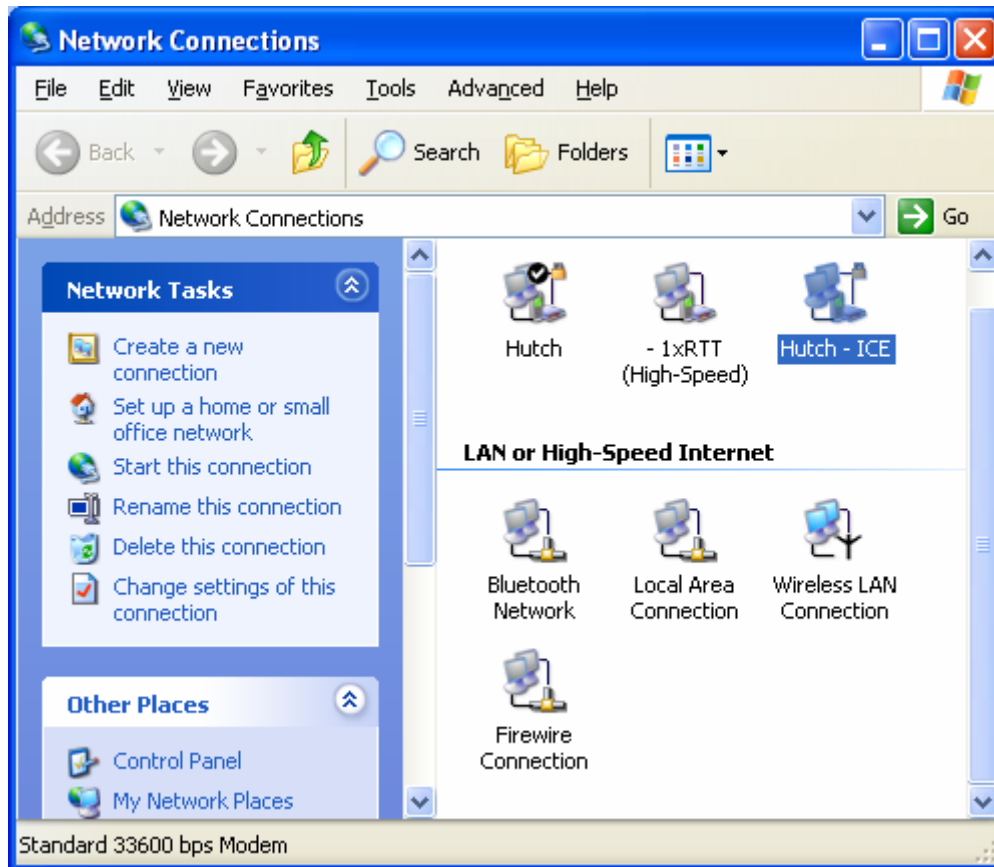 Network Connections
File Edit View Favorites Tools Advanced Help
Back Search Folders
Address Network Connections Go
Network Tasks
Create a new
connection
Set up a home or small
office network
Start this connection
Rename this connection
Delete this connection
Change settings of this
connection
Other Places
Control Panel
My Network Places
Hutch
- 1xRTT
(High-Speed)
Hutch - ICE
LAN or High-Speed Internet
Bluetooth
Network
Local Area
Connection
Wireless LAN
Connection
Firewire
Connection
Standard 33600 bps Modem